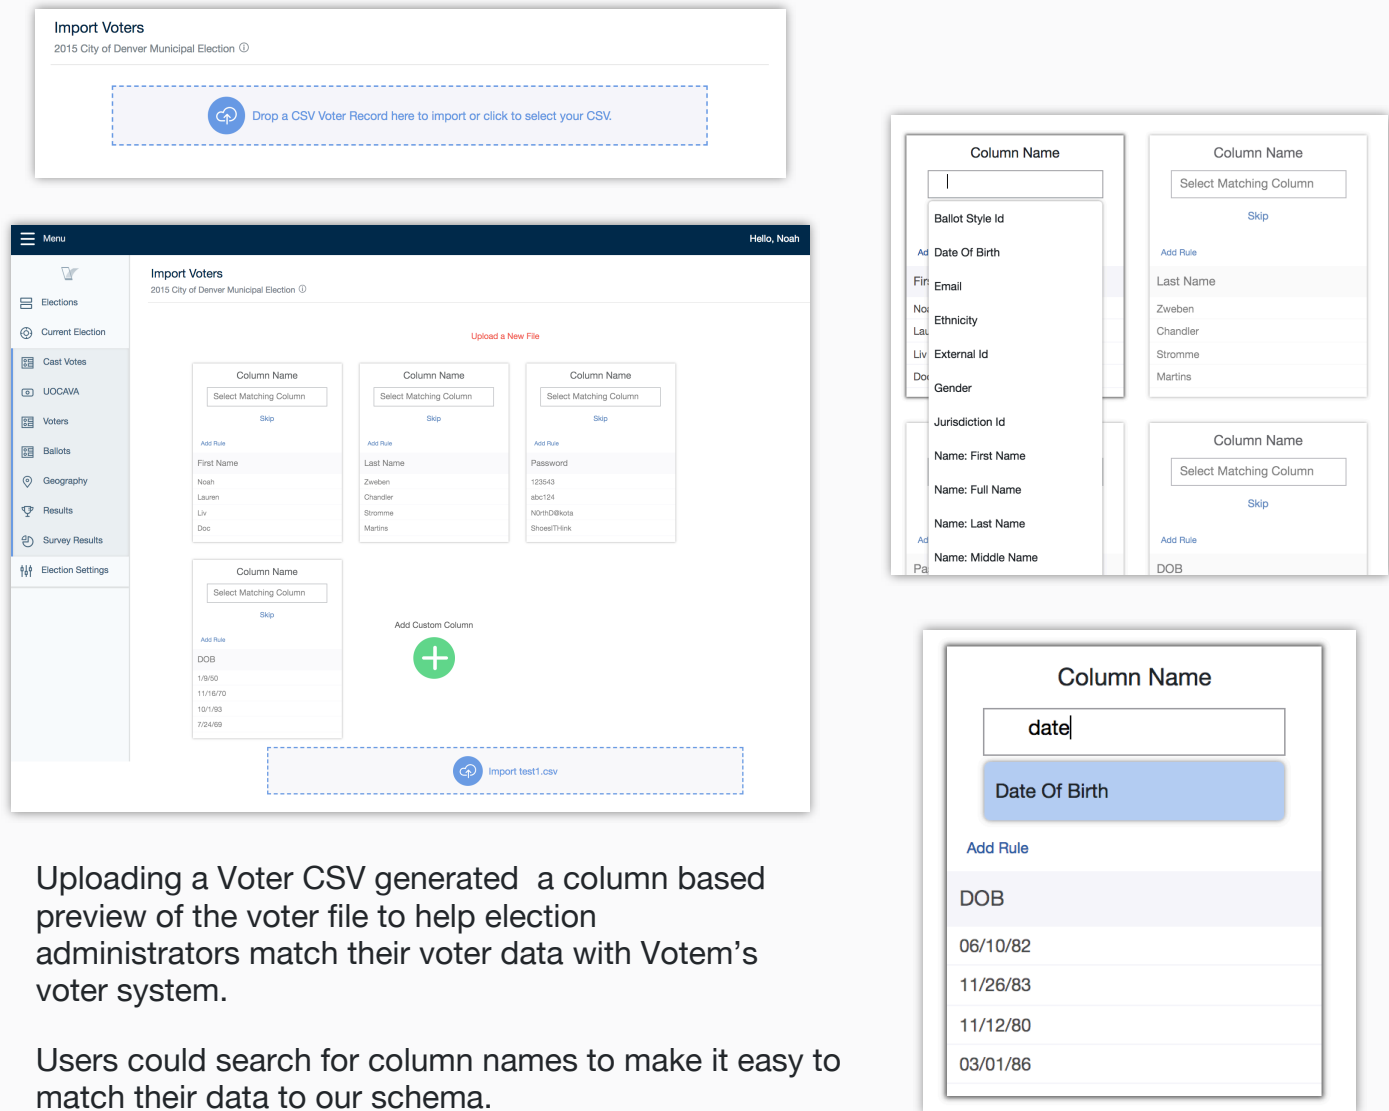 Import Voters
2015 City of Denver Municipal Election
Drop a CSV Voter Record here to import or click to select your CSV.
Menu
Hello, Noah
Elections
Current Election
Cast Votes
UOCAVA
Voters
Ballots
Geography
Results
Survey Results
Election Settings
Import Voters
2015 City of Denver Municipal Election
Upload a New File
Column Name
Select Matching Column
Skip
Add Rule
First Name
Noah
Lauren
Liv
Doc
Column Name
Select Matching Column
Skip
Add Rule
Last Name
Zweben
Chandler
Stromme
Martins
Column Name
Select Matching Column
Skip
Add Rule
Password
123543
abc124
N0rthD@kota
ShoesITHink
Column Name
Select Matching Column
Skip
Add Rule
DOB
1/9/50
11/16/70
10/1/93
7/24/69
Add Custom Column
Import test1.csv
Column Name
Ballot Style Id
Date Of Birth
Email
Ethnicity
External Id
Gender
Jurisdiction Id
Name: First Name
Name: Full Name
Name: Last Name
Name: Middle Name
Ad
Fir
Noa
Lau
Liv
Doc
Ad
Pa
Column Name
Select Matching Column
Skip
Add Rule
Last Name
Zweben
Chandler
Stromme
Martins
Column Name
Select Matching Column
Skip
Add Rule
DOB
Column Name
date
Date Of Birth
Add Rule
DOB
06/10/82
11/26/83
11/12/80
03/01/86
Uploading a Voter CSV generated a column based
preview of the voter file to help election
administrators match their voter data with Votem’s
voter system.
Users could search for column names to make it easy to
match their data to our schema.